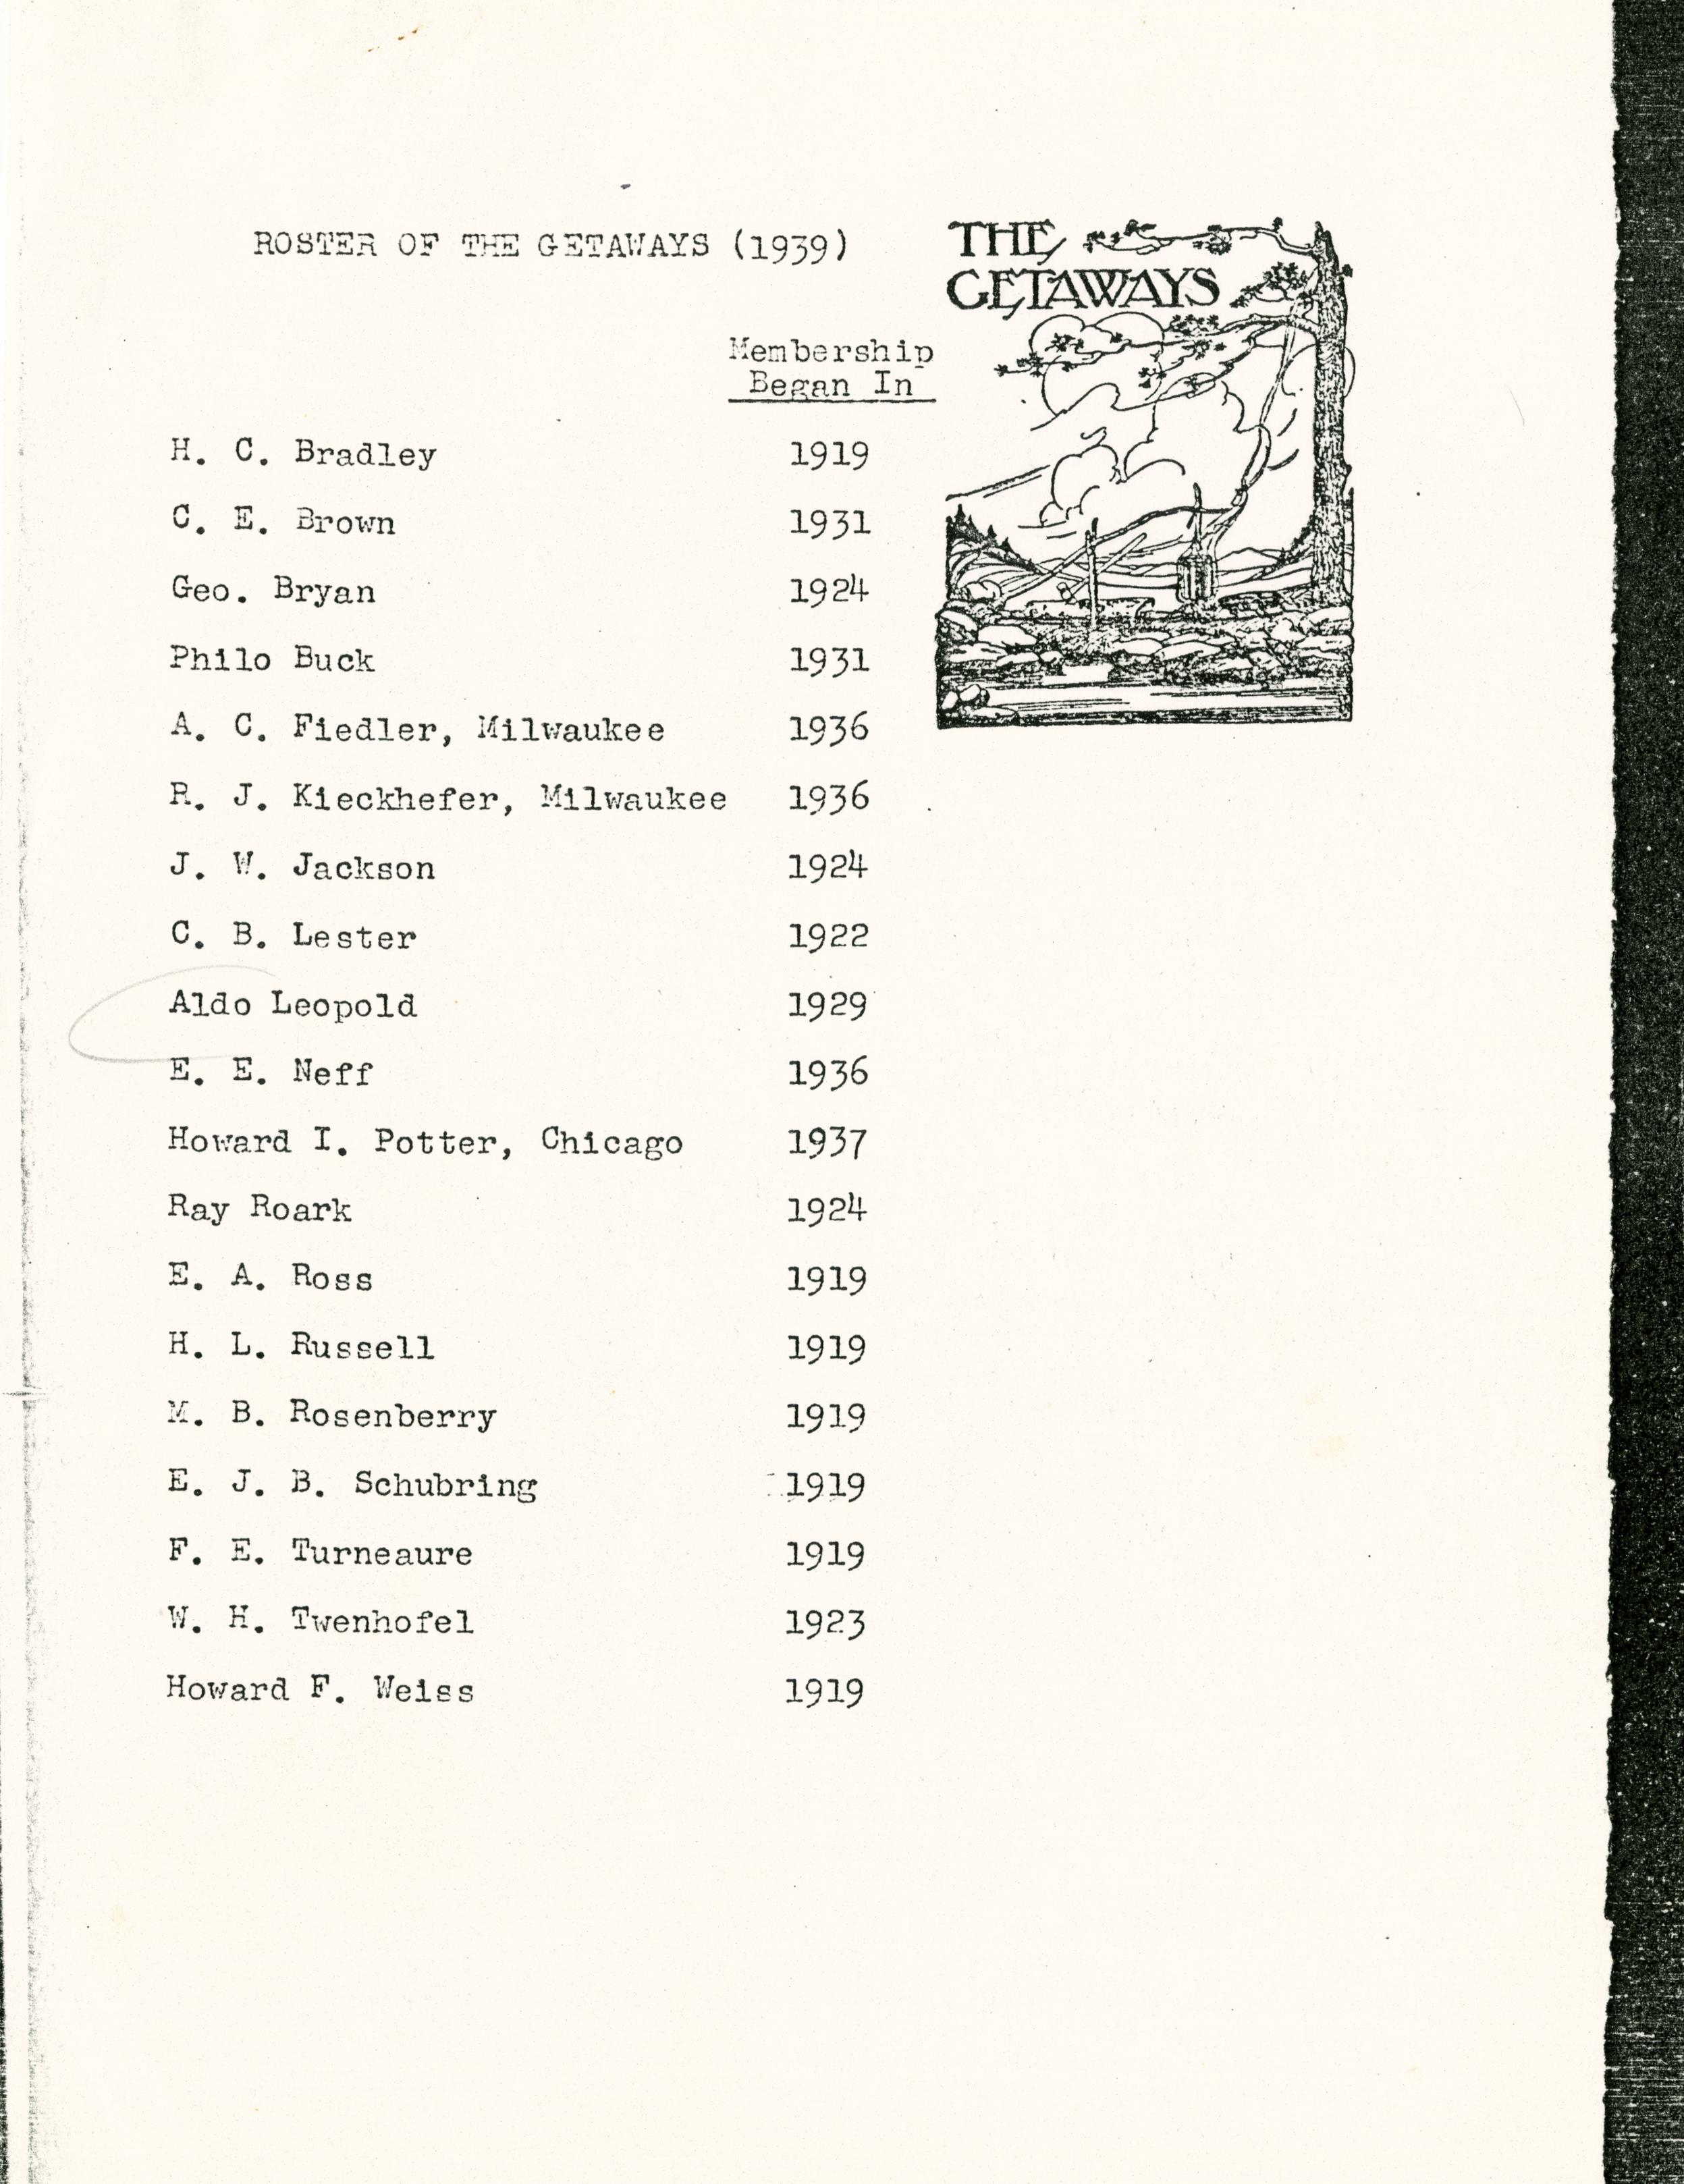 ROSTER OF THE GETAWAYS (1939)
THE
GETAWAYS
Membership
Began In
H. C. Bradley 1919
C. E. Brown 1931
Geo. Bryan 1924
Philo Buck 1931
A. C. Fiedler, Milwaukee 1936
R. J. Kieckhefer, Milwaukee 1936
J. W. Jackson 1924
C. B. Lester 1922
Aldo Leopold 1929
E. E. Neff 1936
Howard I. Potter, Chicago 1937
Ray Roark 1924
E. A. Ross 1919
H. L. Russell 1919
M. B. Rosenberry 1919
E. J. B. Schubring 1919
F. E. Turneaure 1919
W. H. Twenhofel 1923
Howard F. Weiss 1919